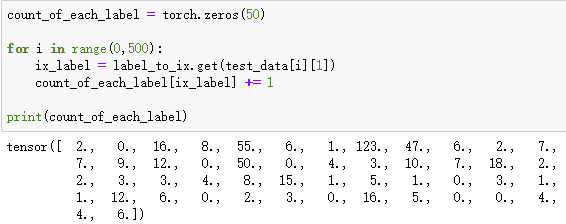 count_of_each_label = torch.zeros(50)
for i in range(0,500):
    ix_label = label_to_ix.get(test_data[i][1])
    count_of_each_label[ix_label] += 1
print(count_of_each_label)
tensor([  2.,   0.,  16.,   8.,  55.,   6.,   1., 123.,  47.,   6.,   2.,   7.,
          7.,   9.,  12.,   0.,  50.,   0.,   4.,   3.,  10.,   7.,  18.,   2.,
          2.,   3.,   3.,   4.,   8.,  15.,   1.,   5.,   1.,   0.,   3.,   1.,
          1.,  12.,   6.,   0.,   2.,   3.,   0.,  16.,   5.,   0.,   0.,   4.,
          4.,   6.])